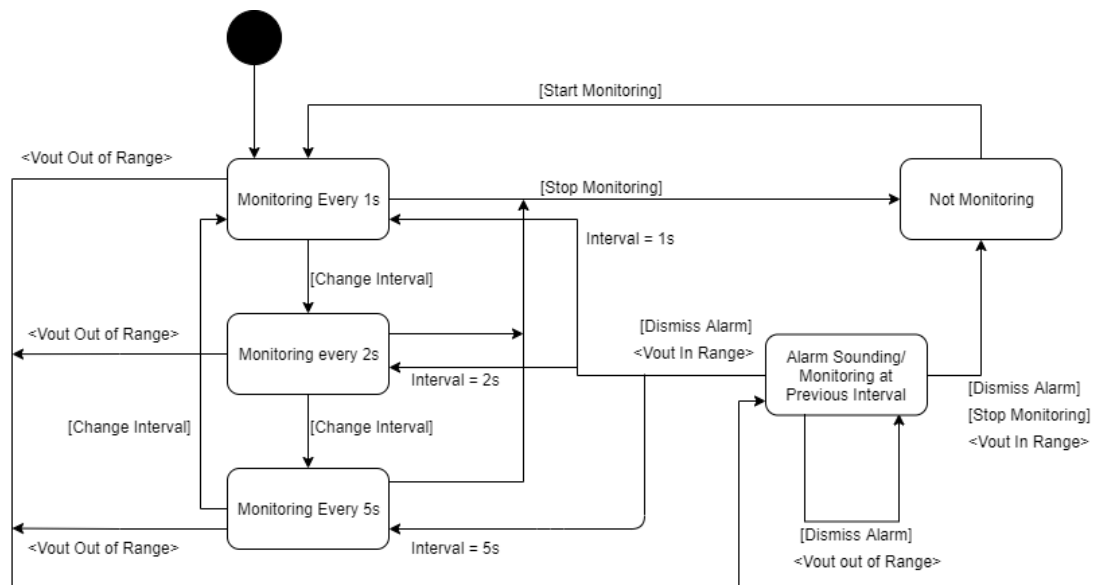 [Start Monitoring]
<Vout Out of Range>
Monitoring Every 1s
[Stop Monitoring]
Not Monitoring
Interval = 1s
[Change Interval]
<Vout Out of Range>
Monitoring every 2s
[Dismiss Alarm]
<Vout In Range>
Alarm Sounding/
Monitoring at
Previous Interval
Interval = 2s
[Dismiss Alarm]
[Stop Monitoring]
<Vout In Range>
[Change Interval]
[Change Interval]
Monitoring Every 5s
<Vout Out of Range>
Interval = 5s
[Dismiss Alarm]
<Vout out of Range>